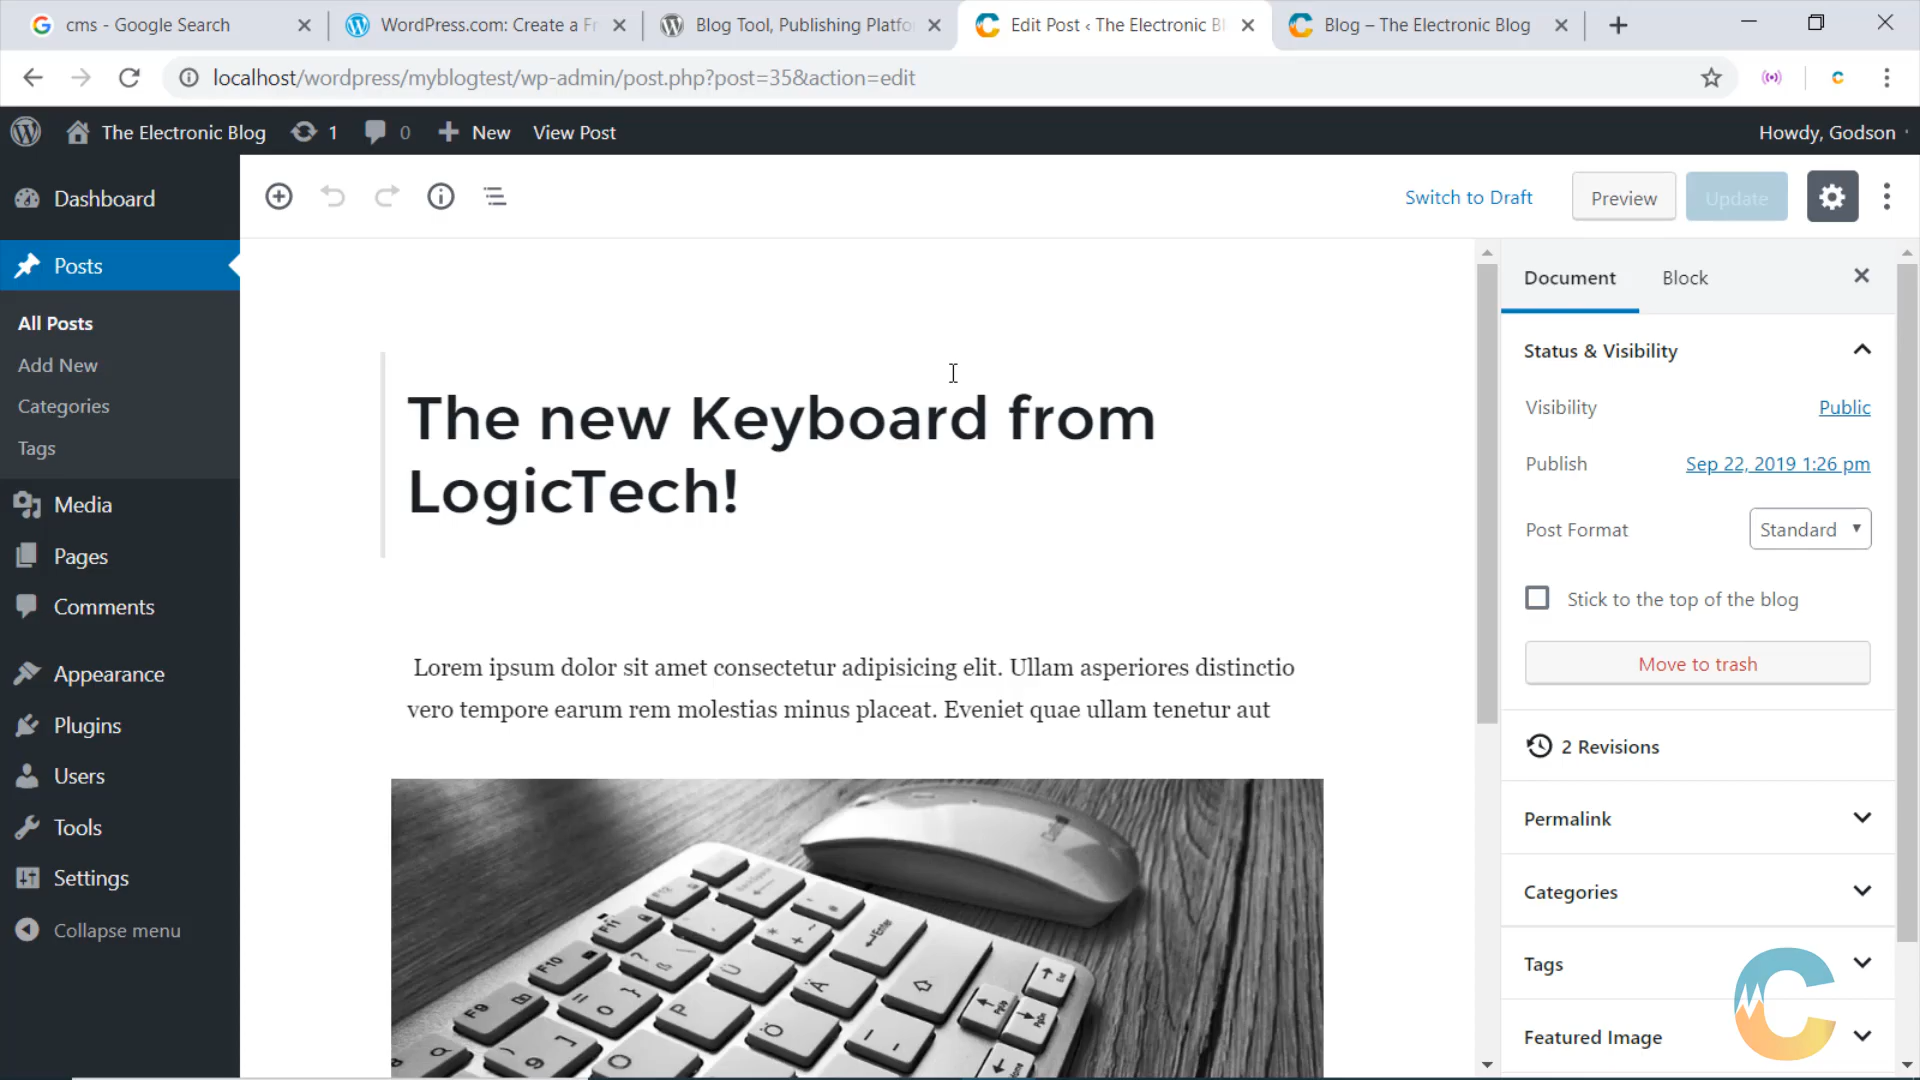 cms - Google Search
WordPress.com: Create a Fr
Blog Tool, Publishing Platfo
Edit Post ‹ The Electronic Bl
Blog – The Electronic Blog
localhost/wordpress/myblogtest/wp-admin/post.php?post=35&action=edit
The Electronic Blog 1 0 New View Post
Howdy, Godson
Dashboard
Posts
All Posts
Add New
Categories
Tags
Media
Pages
Comments
Appearance
Plugins
Users
Tools
Settings
Collapse menu
Switch to Draft
Preview
Update
The new Keyboard from
LogicTech!
Lorem ipsum dolor sit amet consectetur adipisicing elit. Ullam asperiores distinctio
vero tempore earum rem molestias minus placeat. Eveniet quae ullam tenetur aut
Enter
F12
F11
F10
F9
Document Block
Status & Visibility
Visibility Public
Publish Sep 22, 2019 1:26 pm
Post Format Standard
Stick to the top of the blog
Move to trash
2 Revisions
Permalink
Categories
Tags
Featured Image